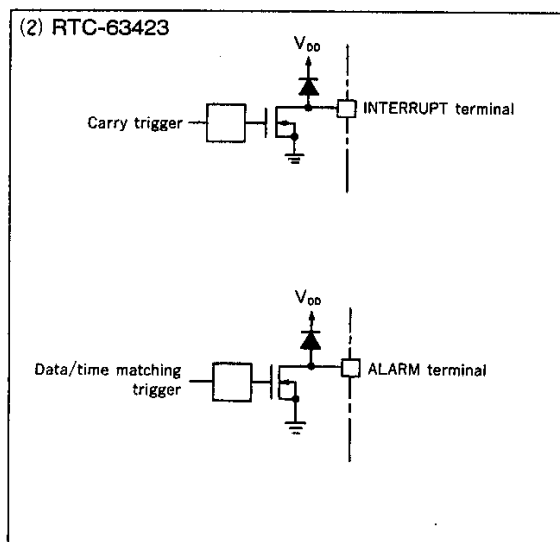 (2) RTC-63423
VDD
Carry trigger
INTERRUPT terminal
VDD
Data/time matching
trigger
ALARM terminal